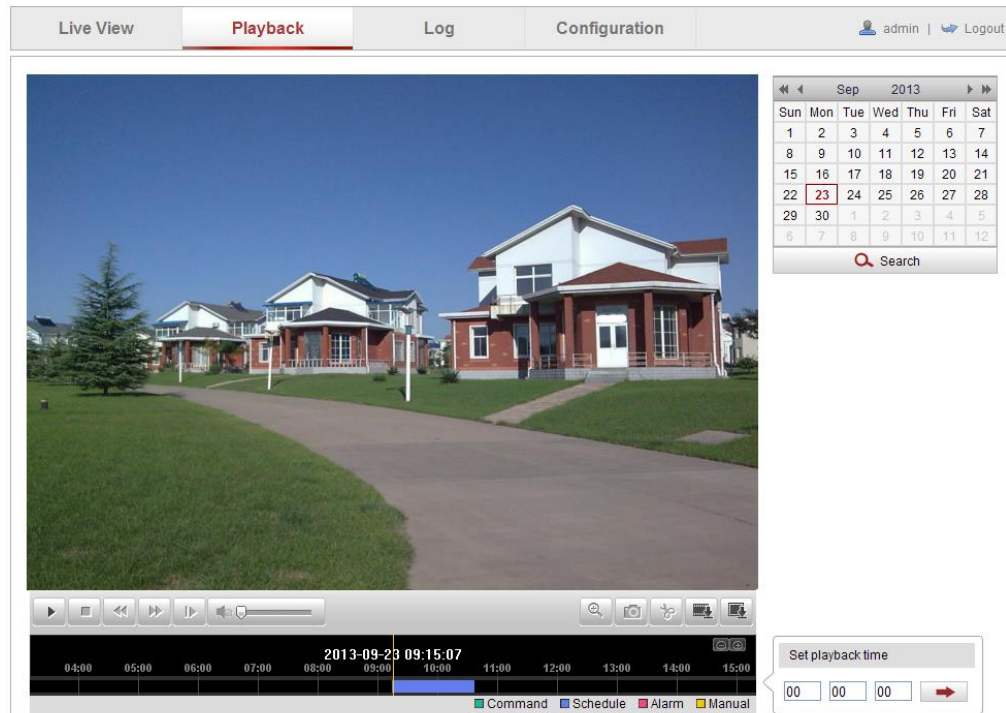 Live View Playback Log Configuration admin | Logout
Sep 2013
Sun Mon Tue Wed Thu Fri Sat
1 2 3 4 5 6 7
8 9 10 11 12 13 14
15 16 17 18 19 20 21
22 23 24 25 26 27 28
29 30 1 2 3 4 5
6 7 8 9 10 11 12
Search
2013-09-23 09:15:07
04:00 05:00 06:00 07:00 08:00 09:00 10:00 11:00 12:00 13:00 14:00 15:00
Command Schedule Alarm Manual
Set playback time
00 00 00